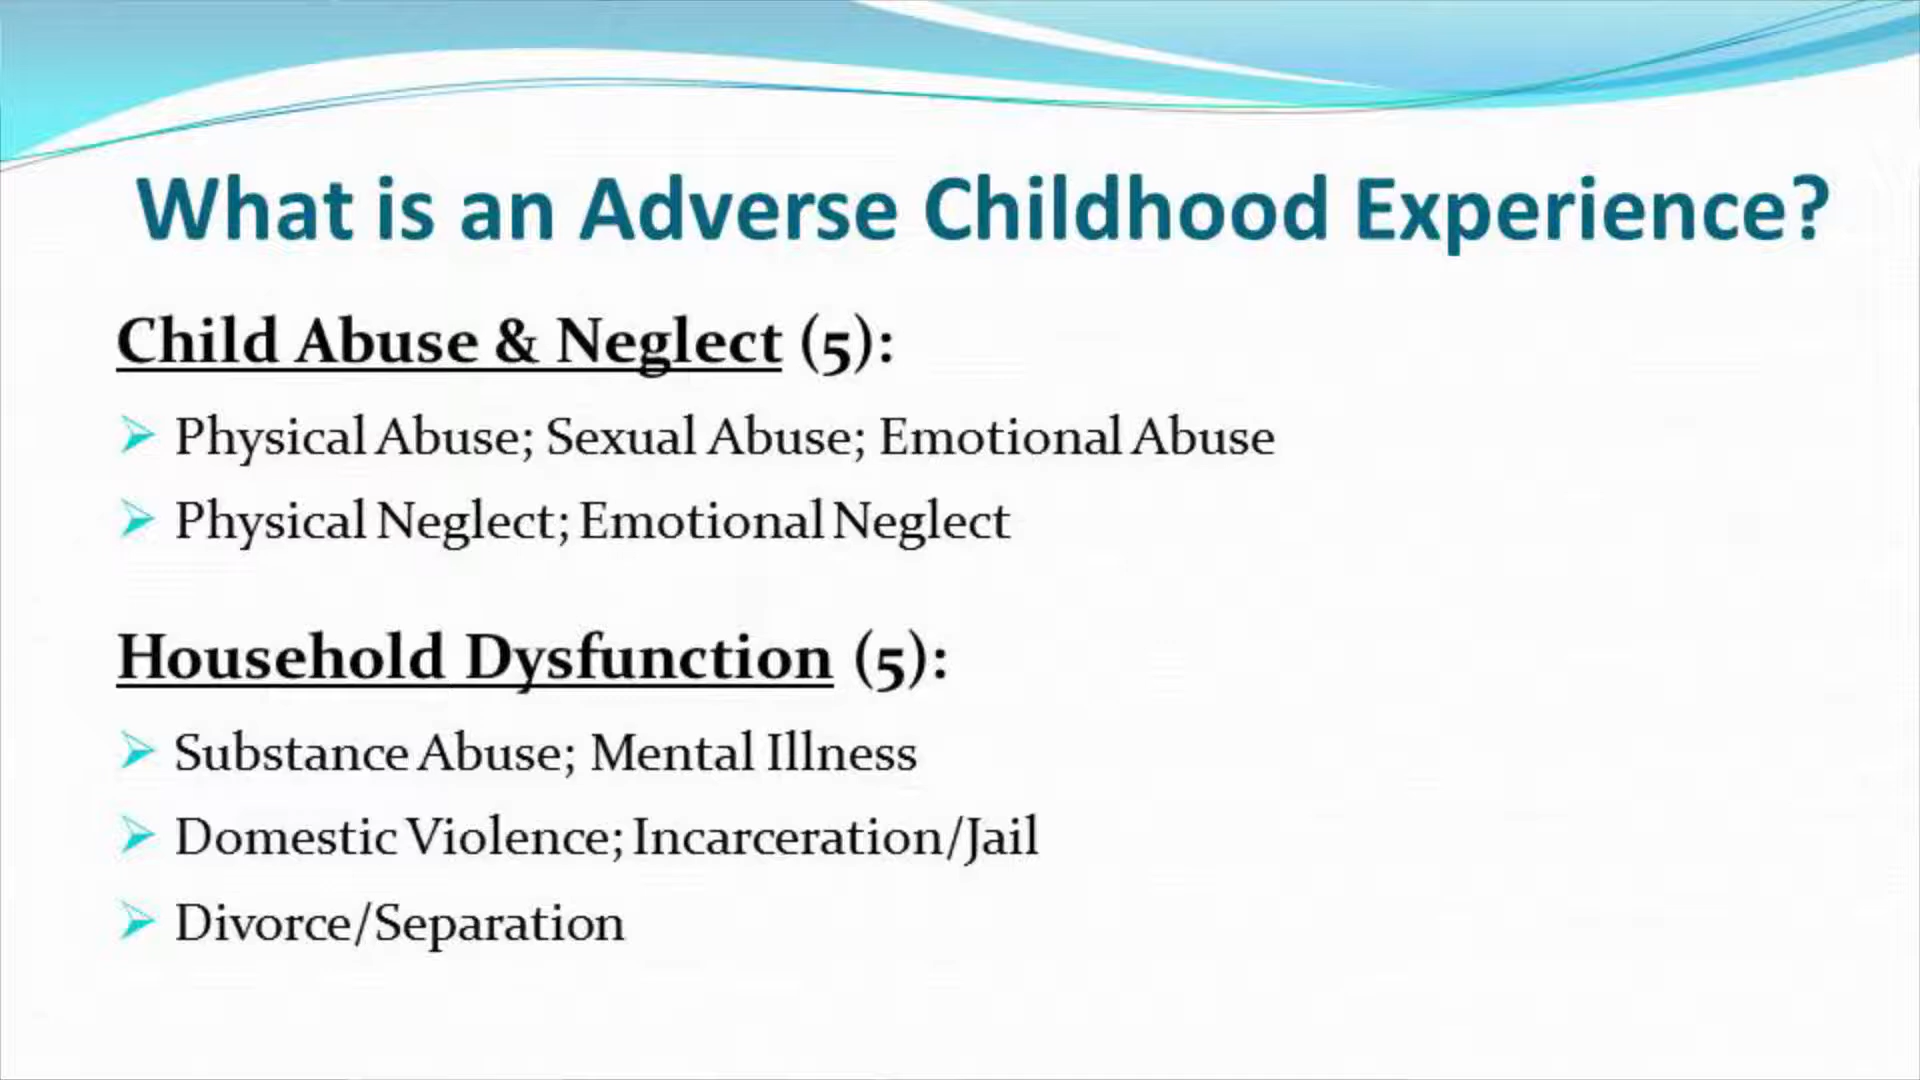 What is an Adverse Childhood Experience?
Child Abuse & Neglect (5):
Physical Abuse; Sexual Abuse; Emotional Abuse
Physical Neglect; Emotional Neglect
Household Dysfunction (5):
Substance Abuse; Mental Illness
Domestic Violence; Incarceration/Jail
Divorce/Separation